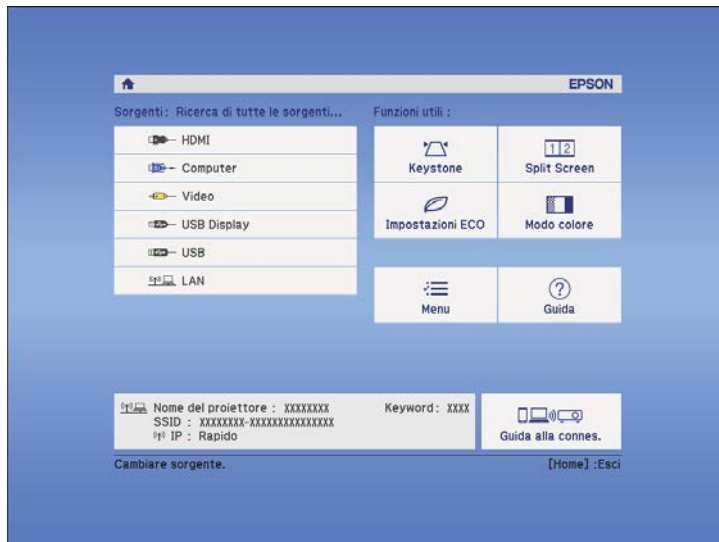 EPSON
Sorgenti: Ricerca di tutte le sorgenti...
HDMI
Computer
Video
USB Display
USB
LAN
Funzioni utili :
Keystone
Split Screen
Impostazioni ECO
Modo colore
Menu
Guida
Nome del proiettore : XXXXXXXX
Keyword: XXXX
SSID : XXXXXXXX-XXXXXXXXXXXXXXX
IP : Rapido
Guida alla connes.
Cambiare sorgente.
[Home] :Esci